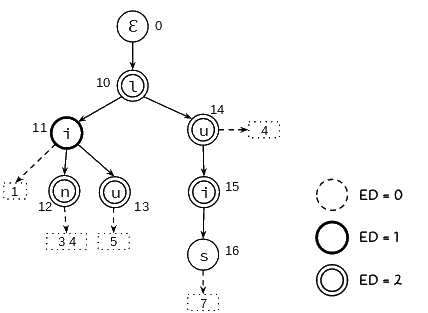 ε 0
10 l
11 i
14 u 4
1
12 n
u 13
i 15
3 4
5
s 16
7
ED = 0
ED = 1
ED = 2